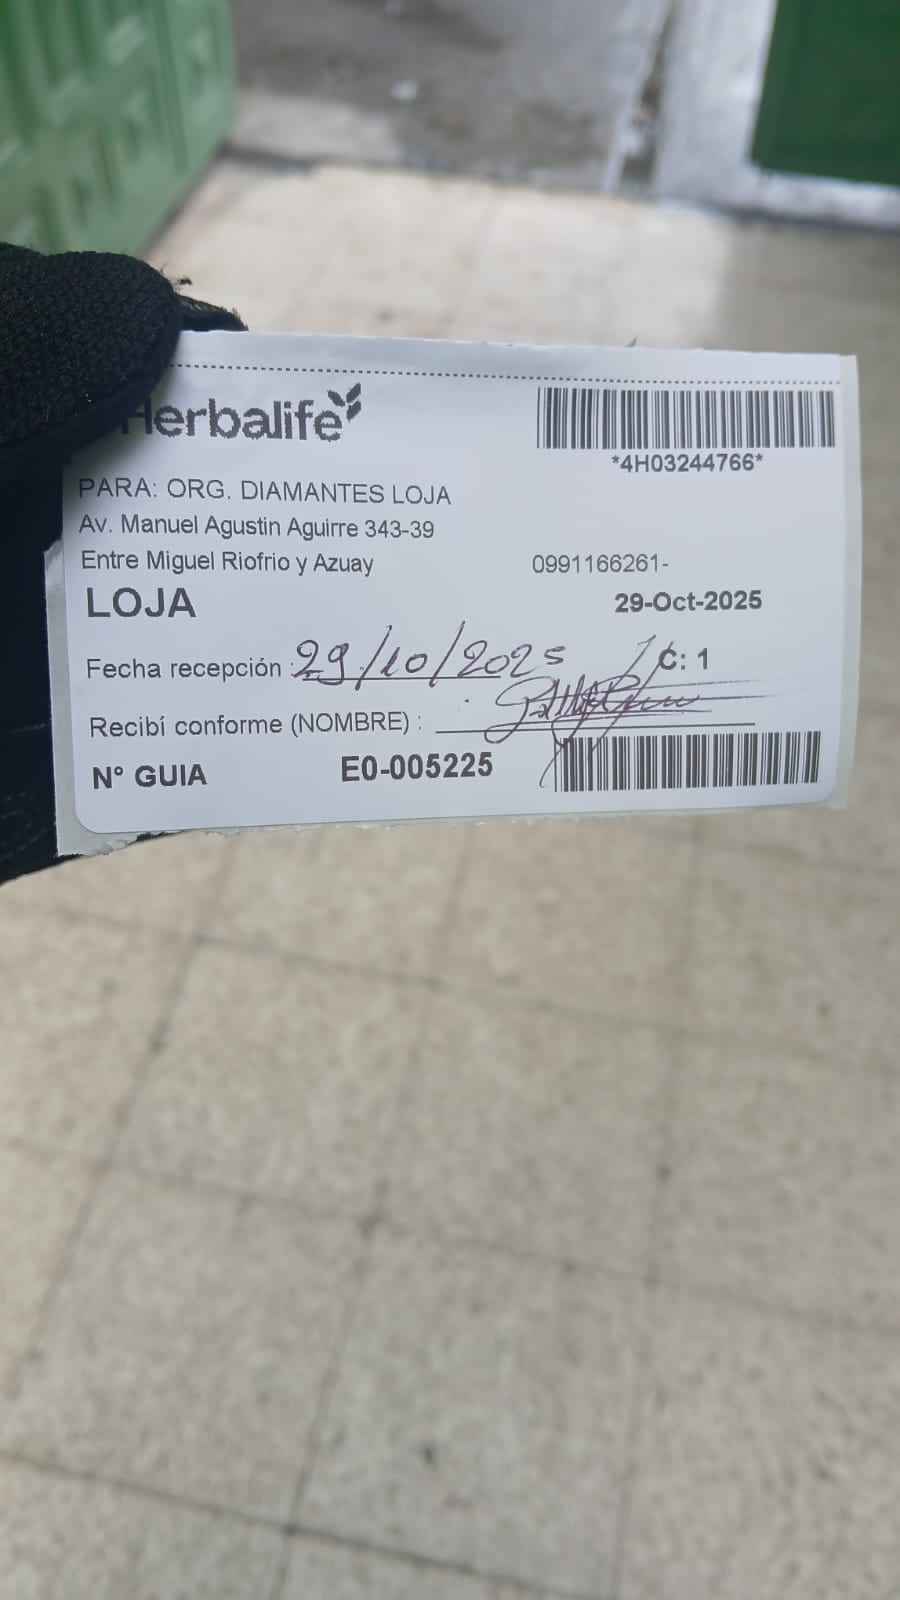 Herbalife
*4H03244766*
PARA: ORG. DIAMANTES LOJA
Av. Manuel Agustin Aguirre 343-39
Entre Miguel Riofrio y Azuay 0991166261-
LOJA 29-Oct-2025
Fecha recepción : 29/10/2025 C: 1
Recibí conforme (NOMBRE) :
N° GUIA E0-005225